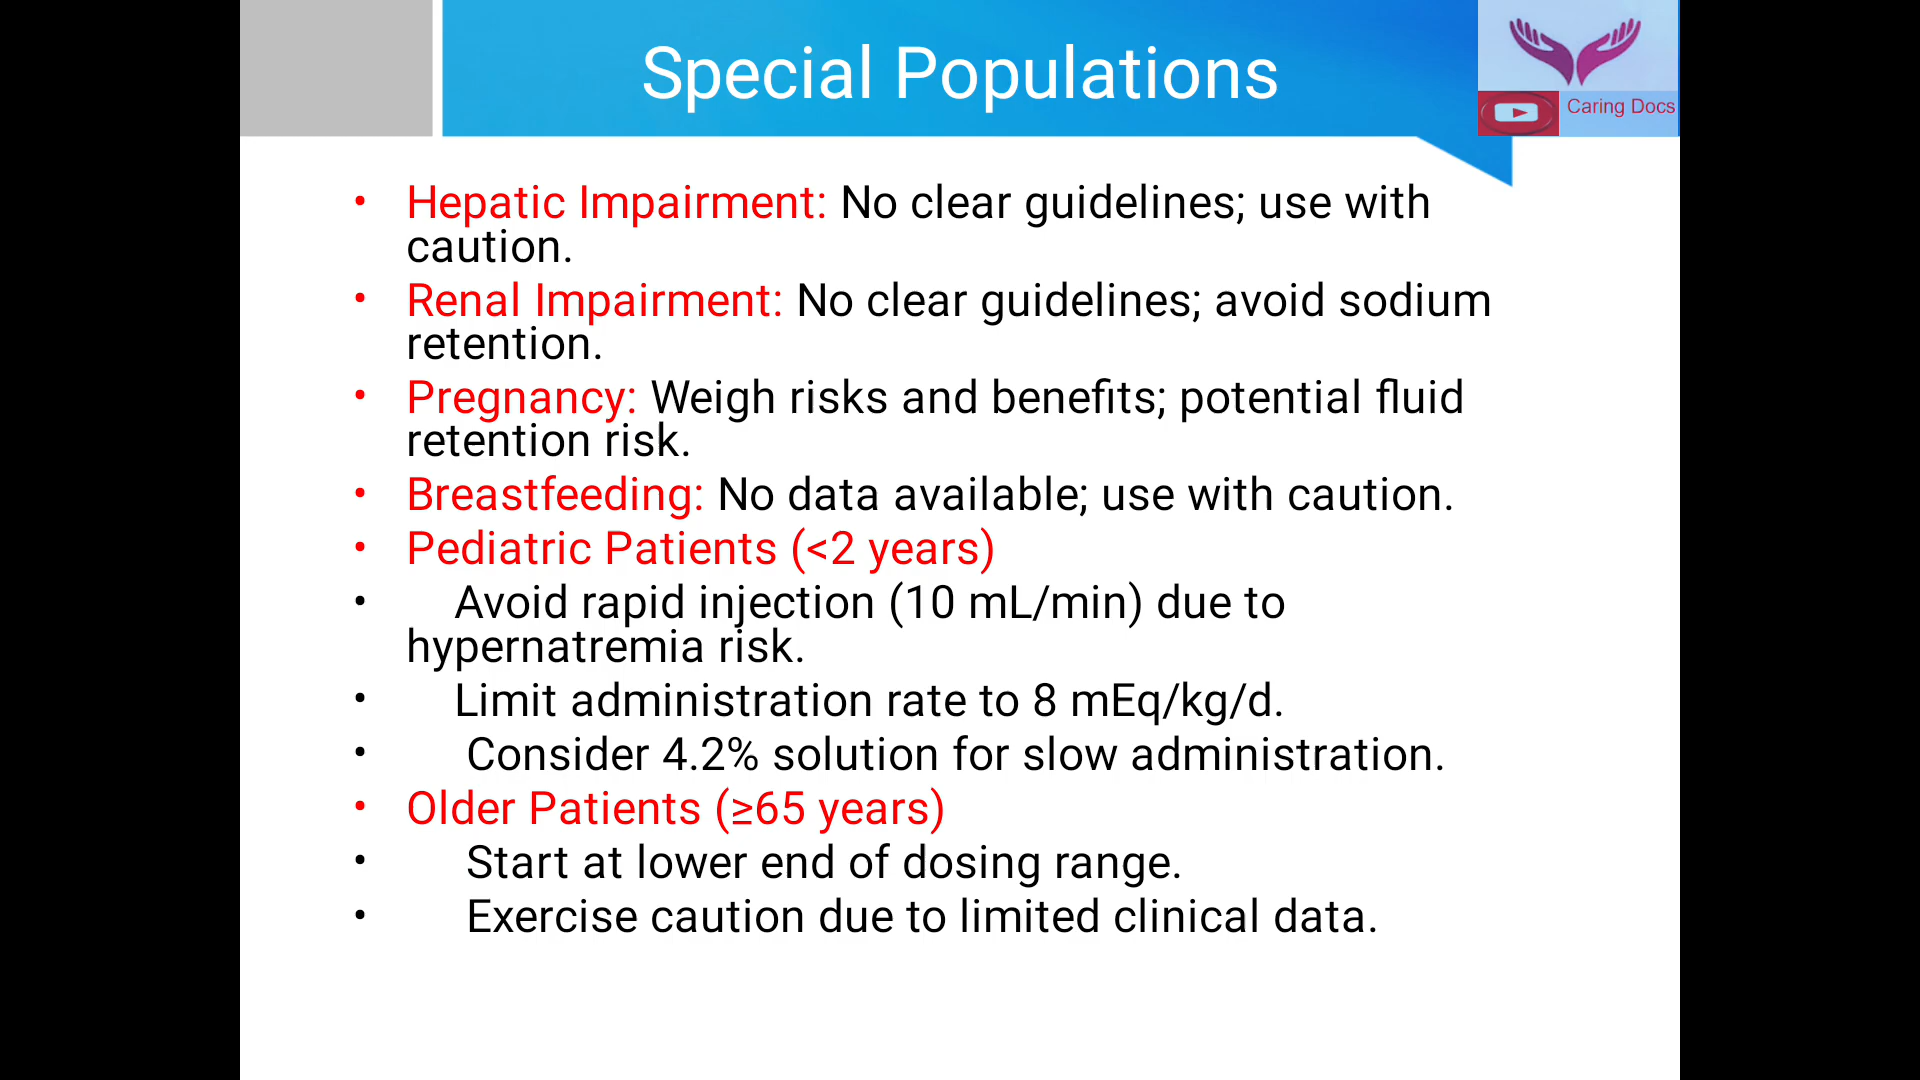 Special Populations
Caring Docs
• Hepatic Impairment: No clear guidelines; use with
caution.
• Renal Impairment: No clear guidelines; avoid sodium
retention.
• Pregnancy: Weigh risks and benefits; potential fluid
retention risk.
• Breastfeeding: No data available; use with caution.
• Pediatric Patients (<2 years)
• Avoid rapid injection (10 mL/min) due to
hypernatremia risk.
• Limit administration rate to 8 mEq/kg/d.
• Consider 4.2% solution for slow administration.
• Older Patients (≥65 years)
• Start at lower end of dosing range.
• Exercise caution due to limited clinical data.